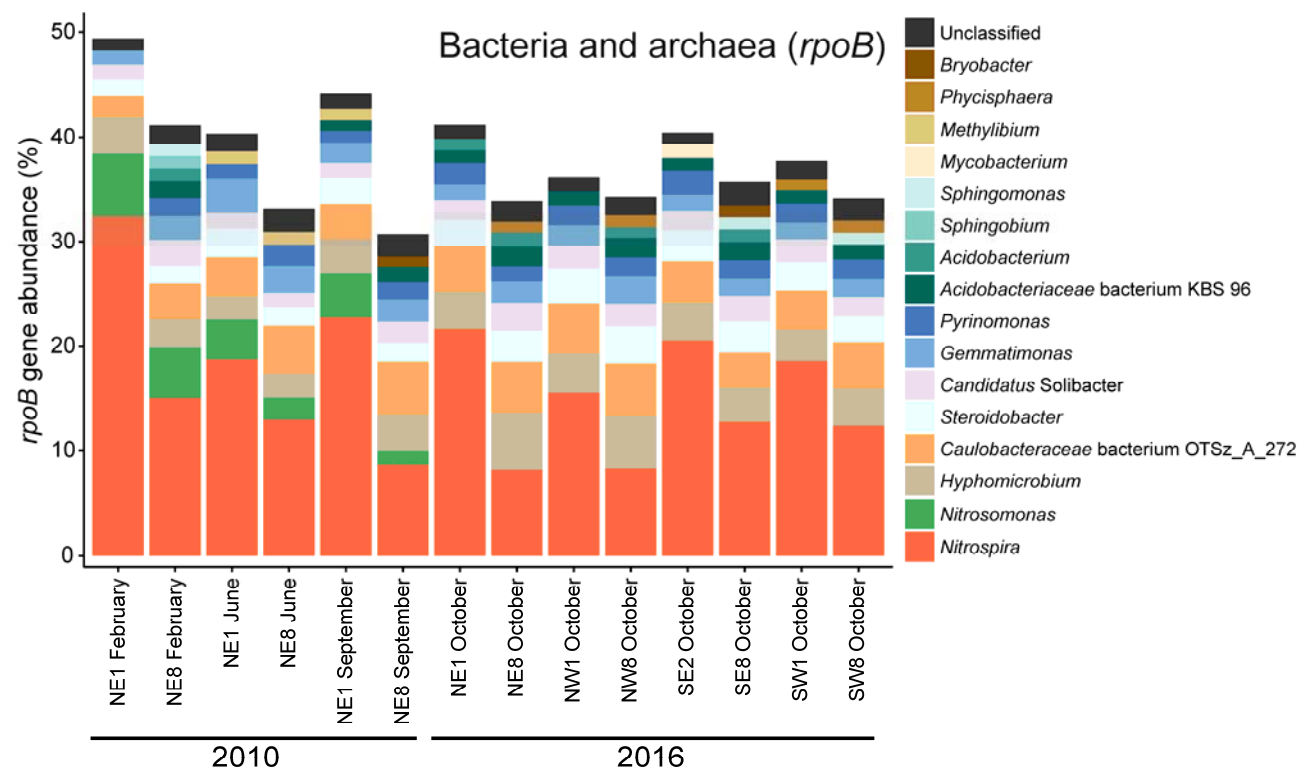 Bacteria and archaea (rpoB)
rpoB gene abundance (%)
50
40
30
20
10
0
NE1 February
NE8 February
NE1 June
NE8 June
NE1 September
NE8 September
NE1 October
NE8 October
NW1 October
NW8 October
SE2 October
SE8 October
SW1 October
SW8 October
2010
2016
Unclassified
Bryobacter
Phycisphaera
Methylibium
Mycobacterium
Sphingomonas
Sphingobium
Acidobacterium
Acidobacteriaceae bacterium KBS 96
Pyrinomonas
Gemmatimonas
Candidatus Solibacter
Steroidobacter
Caulobacteraceae bacterium OTSz_A_272
Hyphomicrobium
Nitrosomonas
Nitrospira